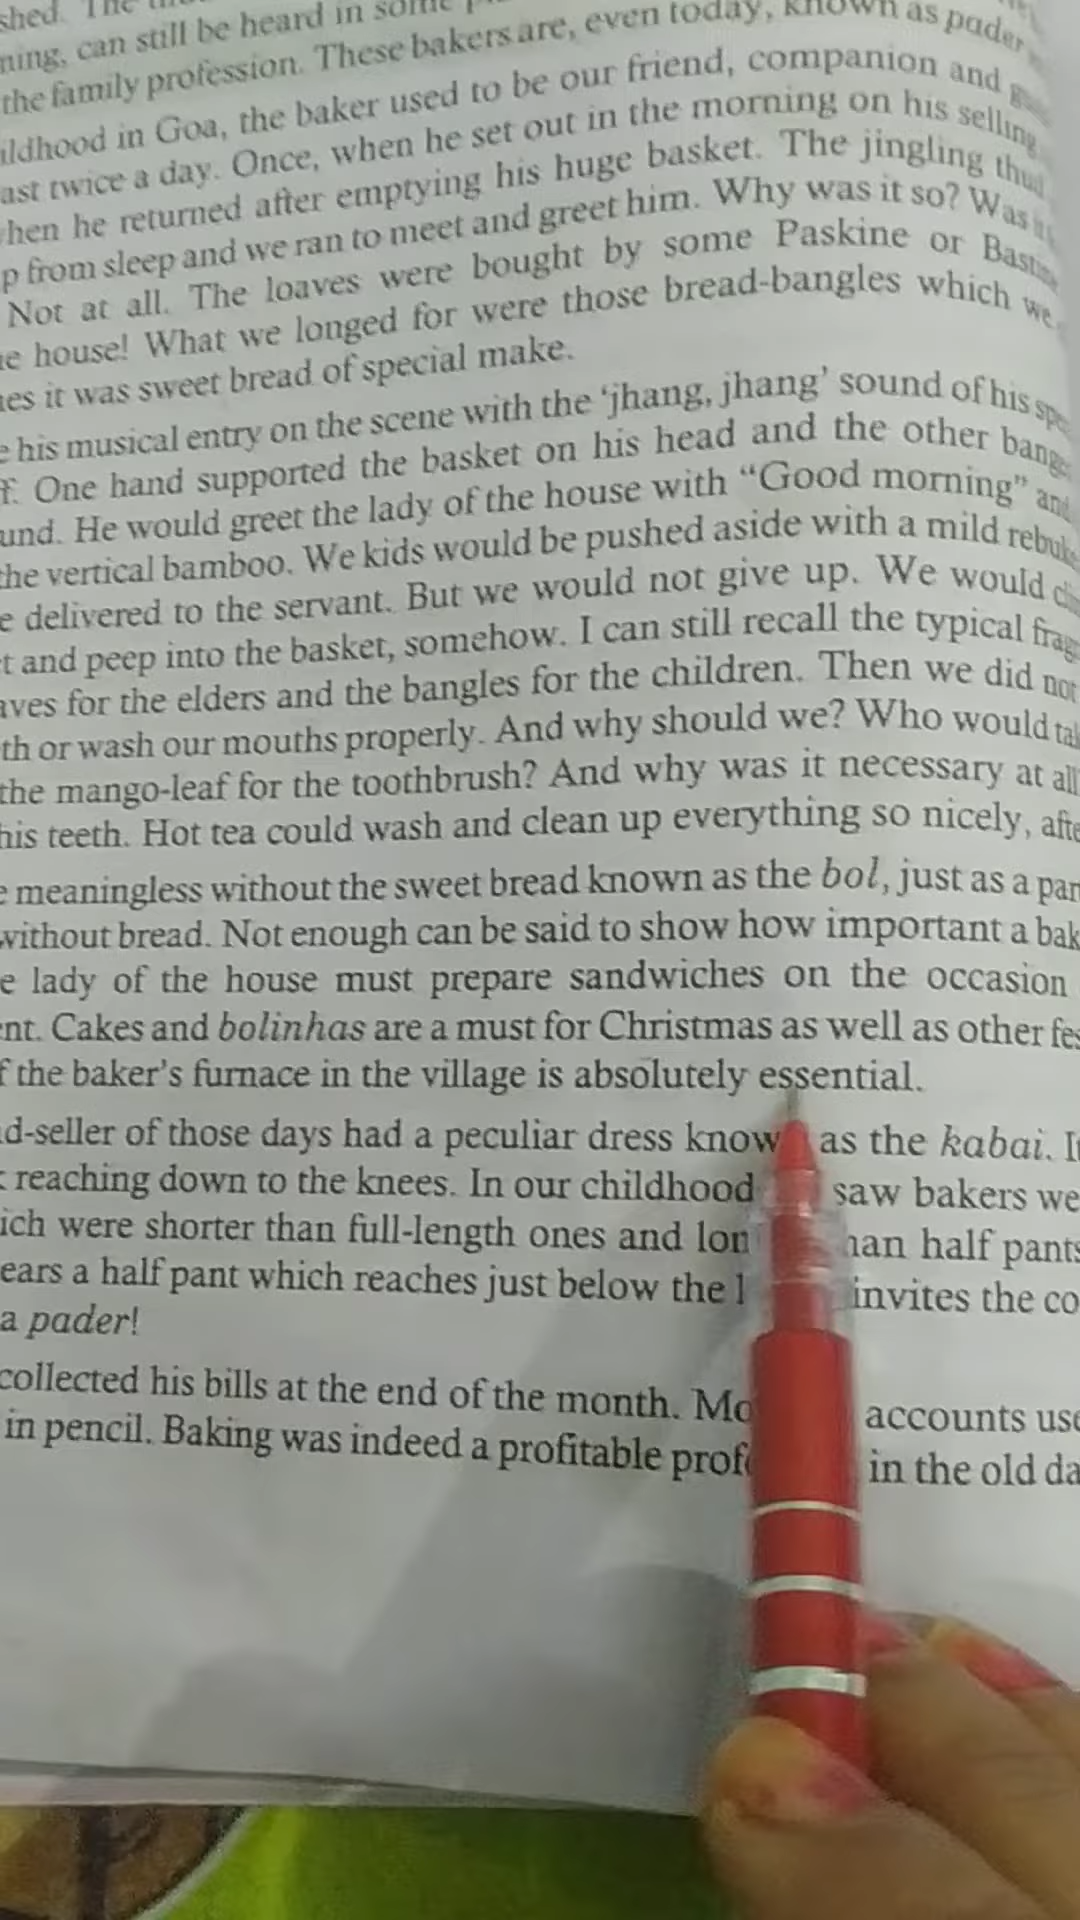 shed. The
ning, can still be heard in some
the family profession. These bakers are, even today, known as pader
ildhood in Goa, the baker used to be our friend, companion and
ast twice a day. Once, when he set out in the morning on his selling
hen he returned after emptying his huge basket. The jingling thud
p from sleep and we ran to meet and greet him. Why was it so? Was it
Not at all. The loaves were bought by some Paskine or Bastine
e house! What we longed for were those bread-bangles which we
es it was sweet bread of special make.
e his musical entry on the scene with the ‘jhang, jhang’ sound of his spe
f. One hand supported the basket on his head and the other banged
und. He would greet the lady of the house with “Good morning” and
the vertical bamboo. We kids would be pushed aside with a mild rebuke
e delivered to the servant. But we would not give up. We would
t and peep into the basket, somehow. I can still recall the typical frag
aves for the elders and the bangles for the children. Then we did not
th or wash our mouths properly. And why should we? Who would tak
the mango-leaf for the toothbrush? And why was it necessary at all
his teeth. Hot tea could wash and clean up everything so nicely, afte
e meaningless without the sweet bread known as the bol, just as a par
without bread. Not enough can be said to show how important a bak
e lady of the house must prepare sandwiches on the occasion
nt. Cakes and bolinhas are a must for Christmas as well as other fes
f the baker’s furnace in the village is absolutely essential.
d-seller of those days had a peculiar dress know as the kabai. It
reaching down to the knees. In our childhood saw bakers we
ich were shorter than full-length ones and lon han half pants
ears a half pant which reaches just below the invites the co
a pader!
collected his bills at the end of the month. Mo accounts use
in pencil. Baking was indeed a profitable prof in the old da